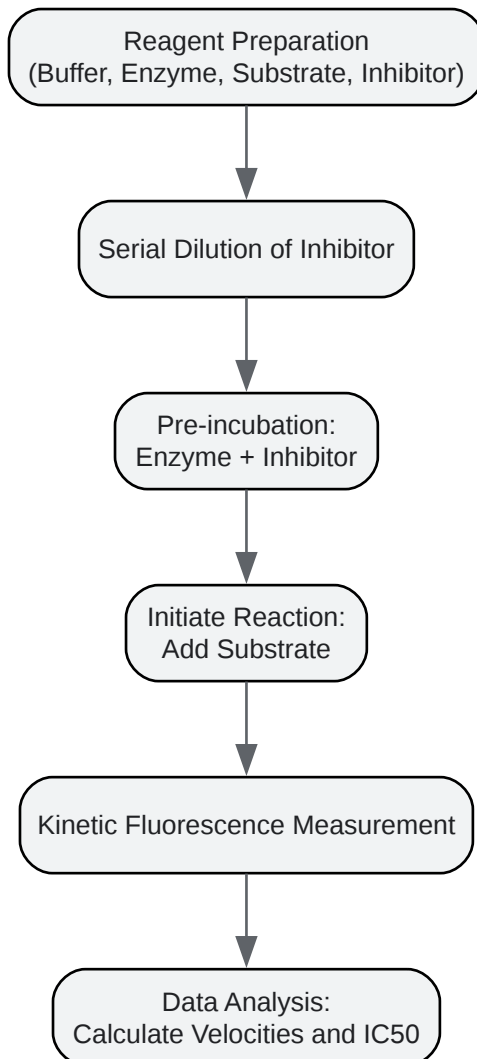 Reagent Preparation
(Buffer, Enzyme, Substrate, Inhibitor)
Serial Dilution of Inhibitor
Pre-incubation:
Enzyme + Inhibitor
Initiate Reaction:
Add Substrate
Kinetic Fluorescence Measurement
Data Analysis:
Calculate Velocities and IC50